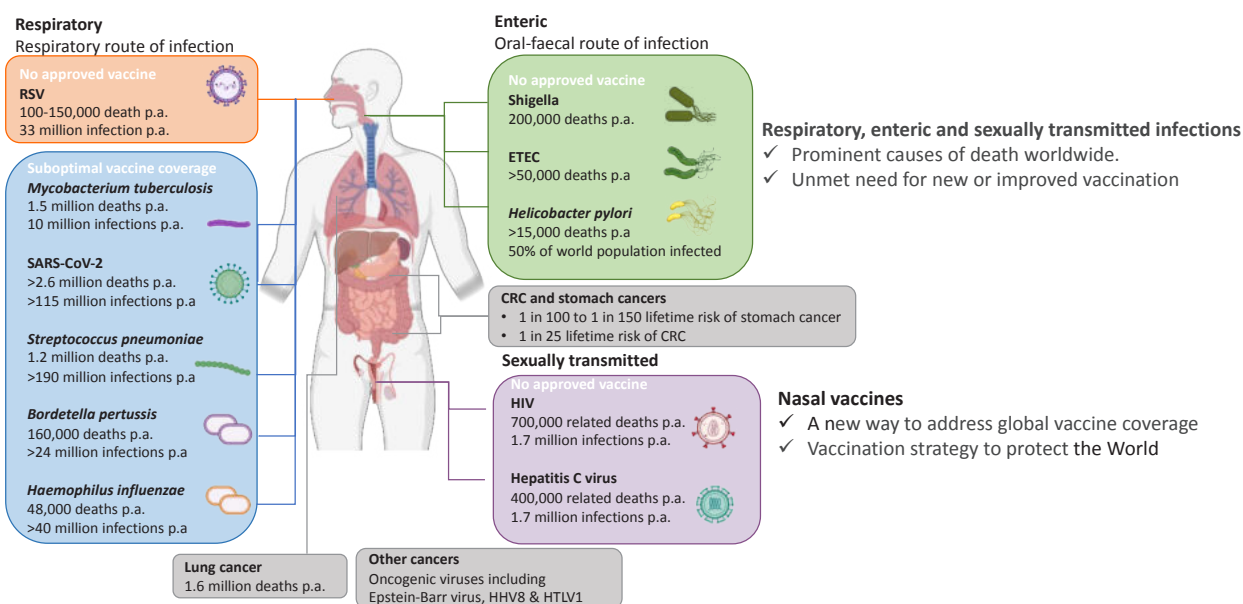 Respiratory
Respiratory route of infection
No approved vaccine
RSV
100-150,000 death p.a.
33 million infection p.a.
Suboptimal vaccine coverage
Mycobacterium tuberculosis
1.5 million deaths p.a.
10 million infections p.a.
SARS-CoV-2
>2.6 million deaths p.a.
>115 million infections p.a
Streptococcus pneumoniae
1.2 million deaths p.a.
>190 million infections p.a
Bordetella pertussis
160,000 deaths p.a.
>24 million infections p.a
Haemophilus influenzae
48,000 deaths p.a.
>40 million infections p.a
Lung cancer
1.6 million deaths p.a.
Other cancers
Oncogenic viruses including
Epstein-Barr virus, HHV8 & HTLV1
Enteric
Oral-faecal route of infection
No approved vaccine
Shigella
200,000 deaths p.a.
ETEC
>50,000 deaths p.a
Helicobacter pylori
>15,000 deaths p.a
50% of world population infected
CRC and stomach cancers
• 1 in 100 to 1 in 150 lifetime risk of stomach cancer
• 1 in 25 lifetime risk of CRC
Sexually transmitted
No approved vaccine
HIV
700,000 related deaths p.a.
1.7 million infections p.a.
Hepatitis C virus
400,000 related deaths p.a.
1.7 million infections p.a.
Respiratory, enteric and sexually transmitted infections
✓ Prominent causes of death worldwide.
✓ Unmet need for new or improved vaccination
Nasal vaccines
✓ A new way to address global vaccine coverage
✓ Vaccination strategy to protect the World